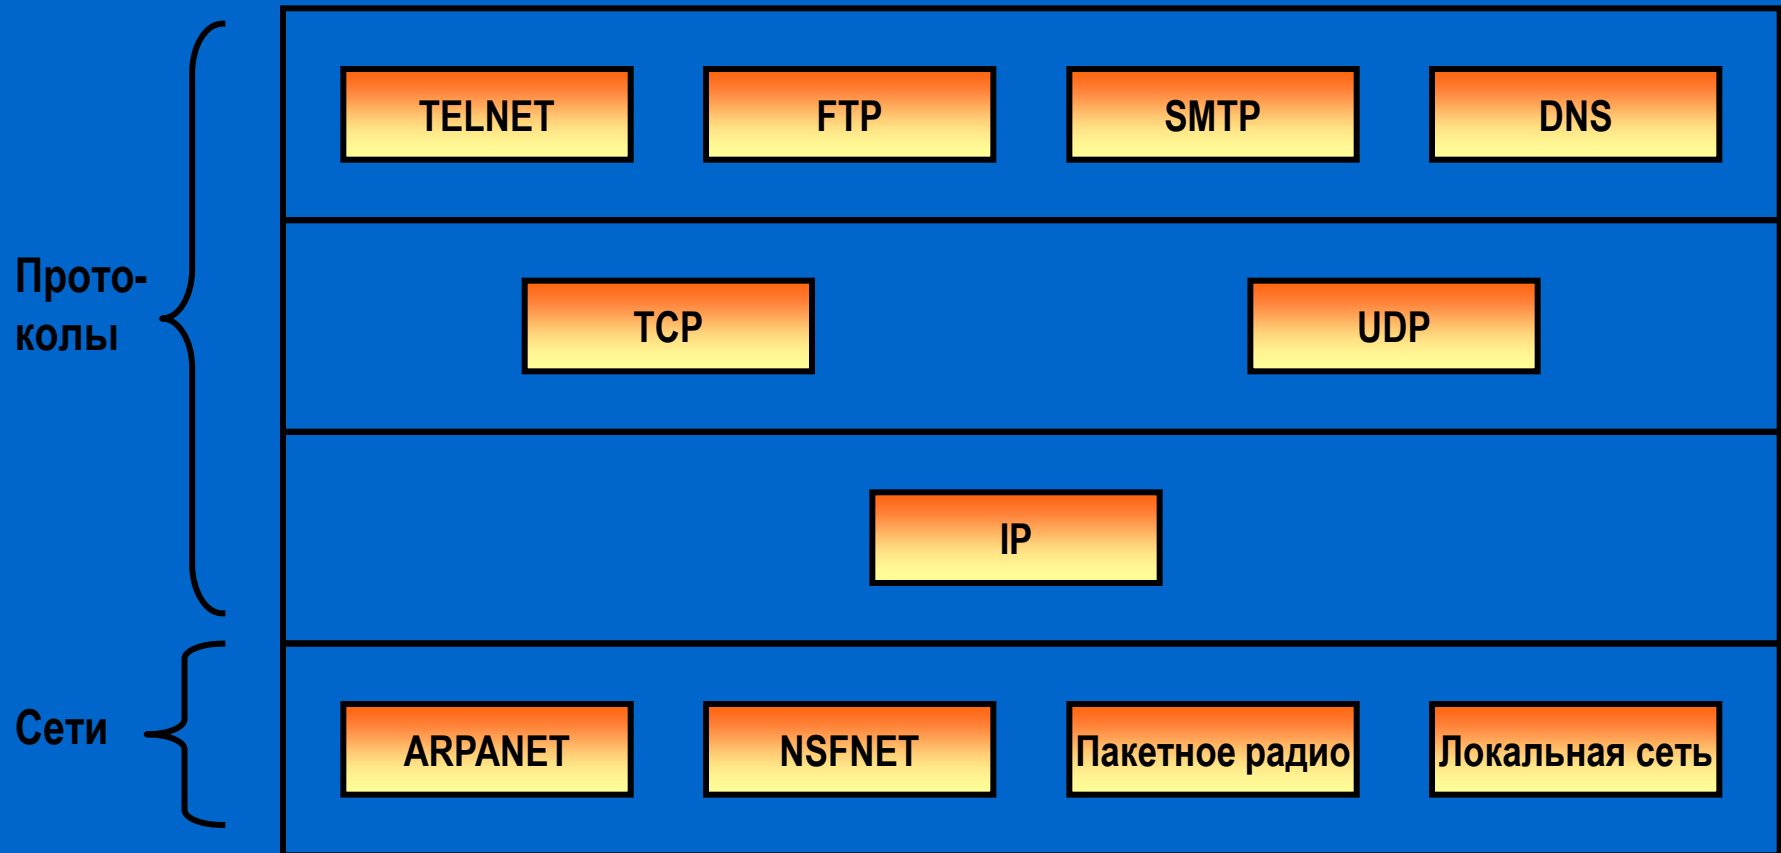 TELNET
FTP
SMTP
DNS
Прото-
колы
TCP
UDP
IP
Сети
ARPANET
NSFNET
Пакетное радио
Локальная сеть